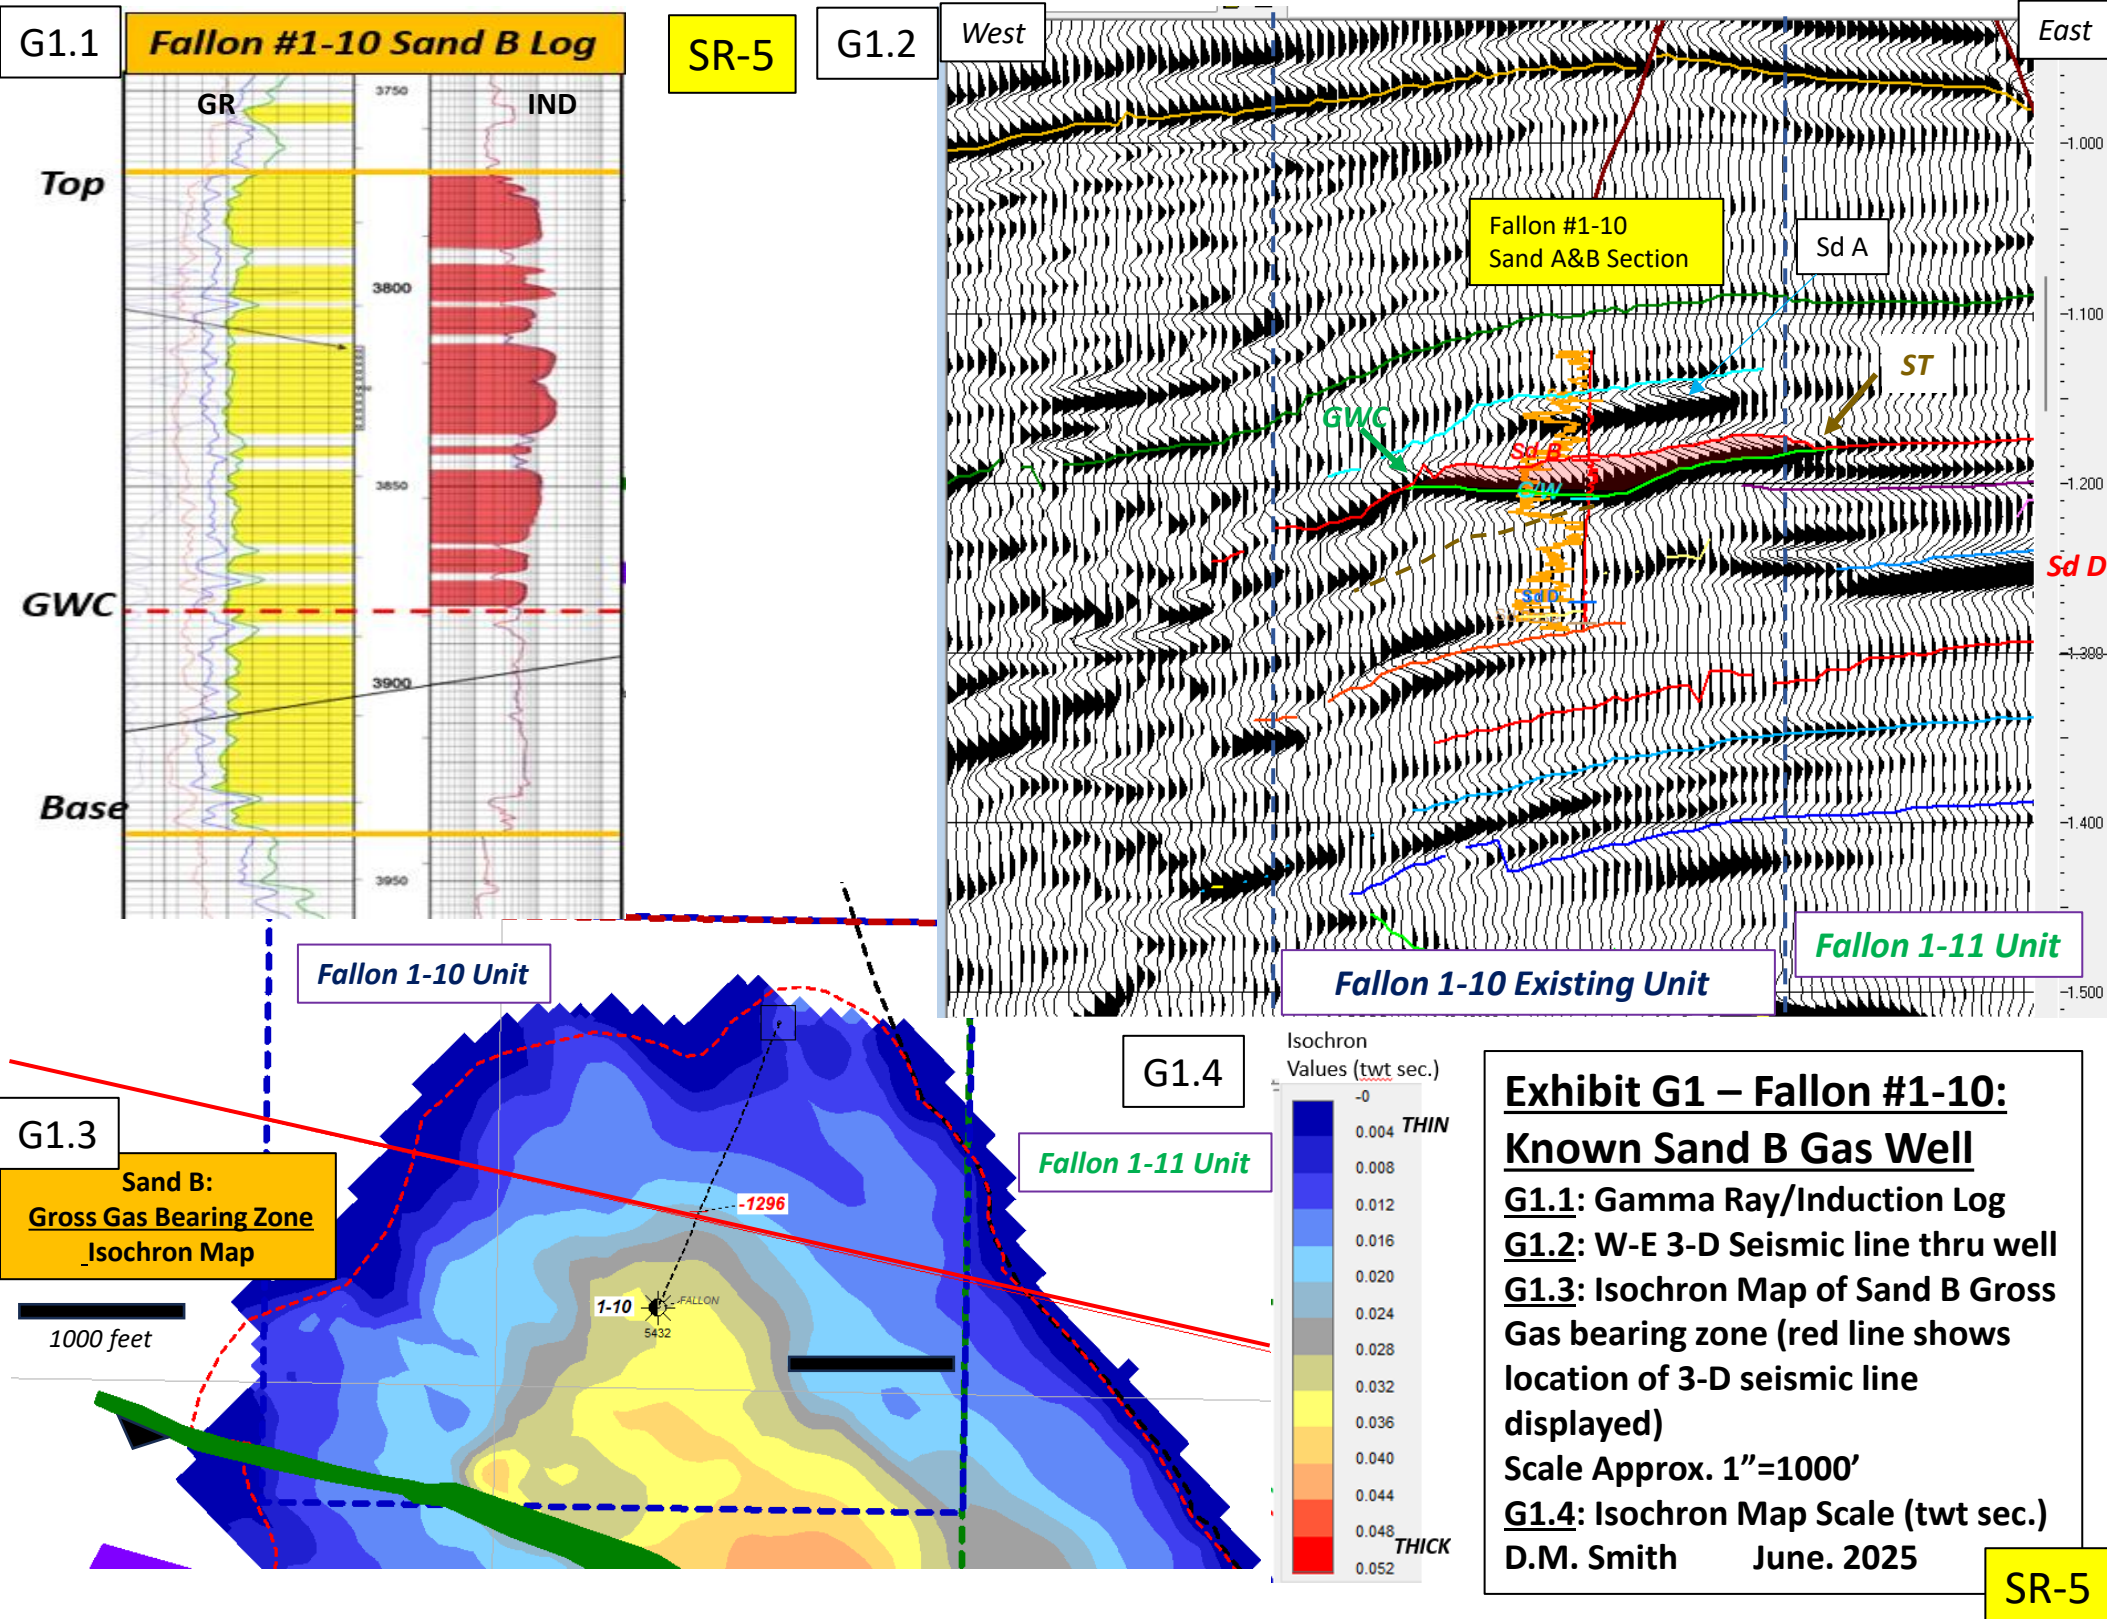 G1.1
Fallon #1-10 Sand B Log
SR-5
GR
IND
3750
Top
3800
3850
GWC
3900
Base
3950
G1.2
West
East
1.000
Fallon #1-10
Sand A&B Section
Sd A
1.100
ST
GWC
Sd B
G/W
1.200
Sd D
Sd D
1.300
1.400
Fallon 1-11 Unit
Fallon 1-10 Existing Unit
1.500
Fallon 1-10 Unit
G1.3
Sand B:
Gross Gas Bearing Zone
Isochron Map
1000 feet
-1296
1-10
FALLON
5432
Fallon 1-11 Unit
G1.4
Isochron
Values (twt sec.)
-0
0.004 THIN
0.008
0.012
0.016
0.020
0.024
0.028
0.032
0.036
0.040
0.044
0.048
THICK
0.052
Exhibit G1 – Fallon #1-10:
Known Sand B Gas Well
G1.1: Gamma Ray/Induction Log
G1.2: W-E 3-D Seismic line thru well
G1.3: Isochron Map of Sand B Gross
Gas bearing zone (red line shows
location of 3-D seismic line
displayed)
Scale Approx. 1”=1000’
G1.4: Isochron Map Scale (twt sec.)
D.M. Smith June. 2025
SR-5